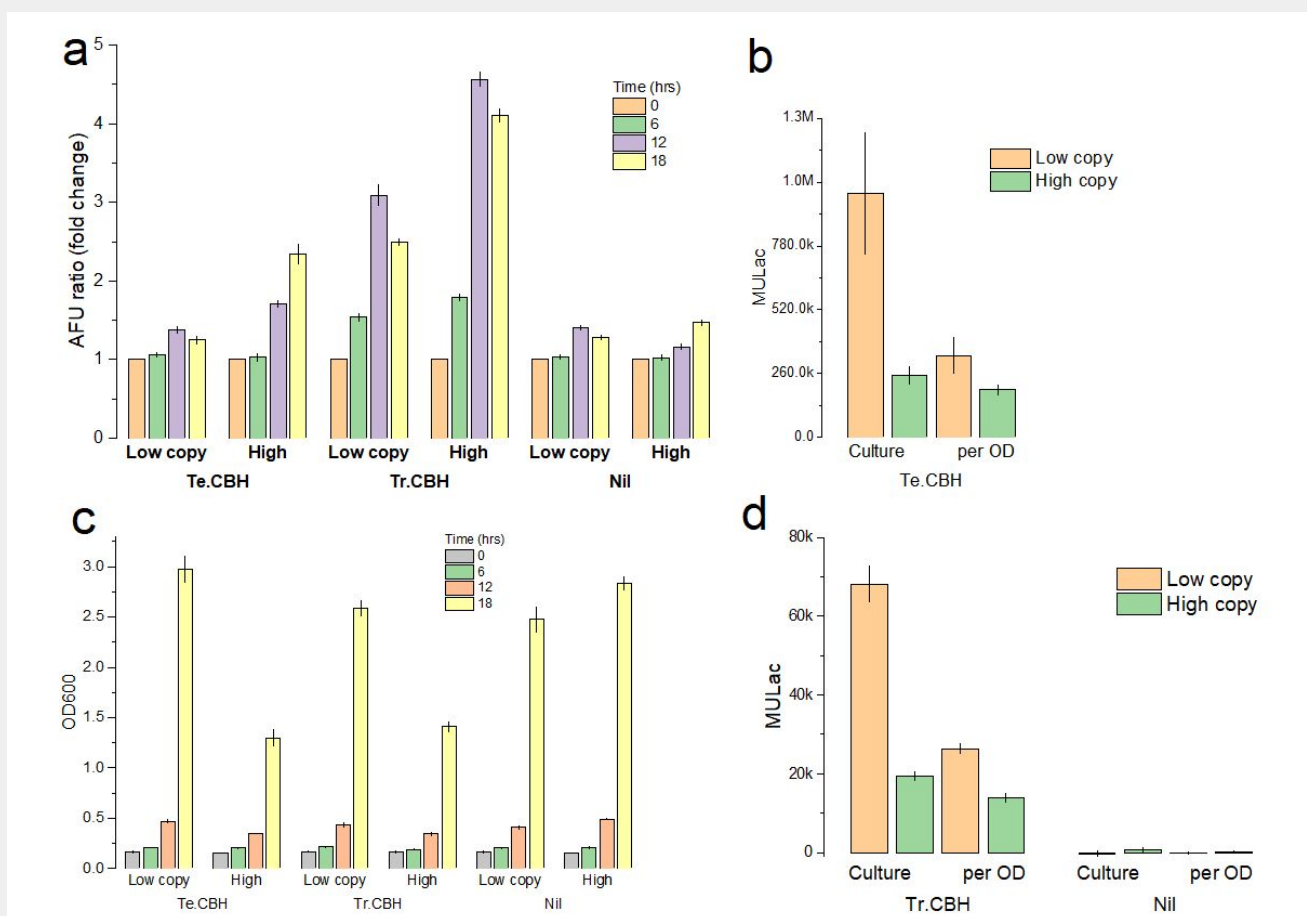 a
AFU ratio (fold change)
5
4
3
2
1
0
Time (hrs)
0
6
12
18
Low copy High Low copy High Low copy High
Te.CBH Tr.CBH Nil
b
MULac
1.3M
1.0M
780.0k
520.0k
260.0k
0.0
Low copy
High copy
Culture per OD
Te.CBH
c
OD600
3.0
2.5
2.0
1.5
1.0
0.5
0.0
Time (hrs)
0
6
12
18
Low copy High Low copy High Low copy High
Te.CBH Tr.CBH Nil
d
MULac
80k
60k
40k
20k
0
Low copy
High copy
Culture per OD Culture per OD
Tr.CBH Nil